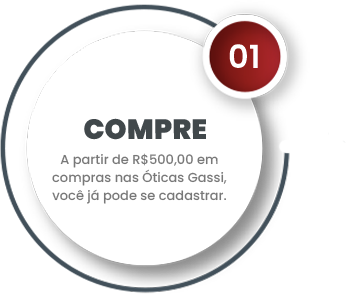 01
COMPRE
A partir de R$500,00 em
compras nas Óticas Gassi,
você já pode se cadastrar.